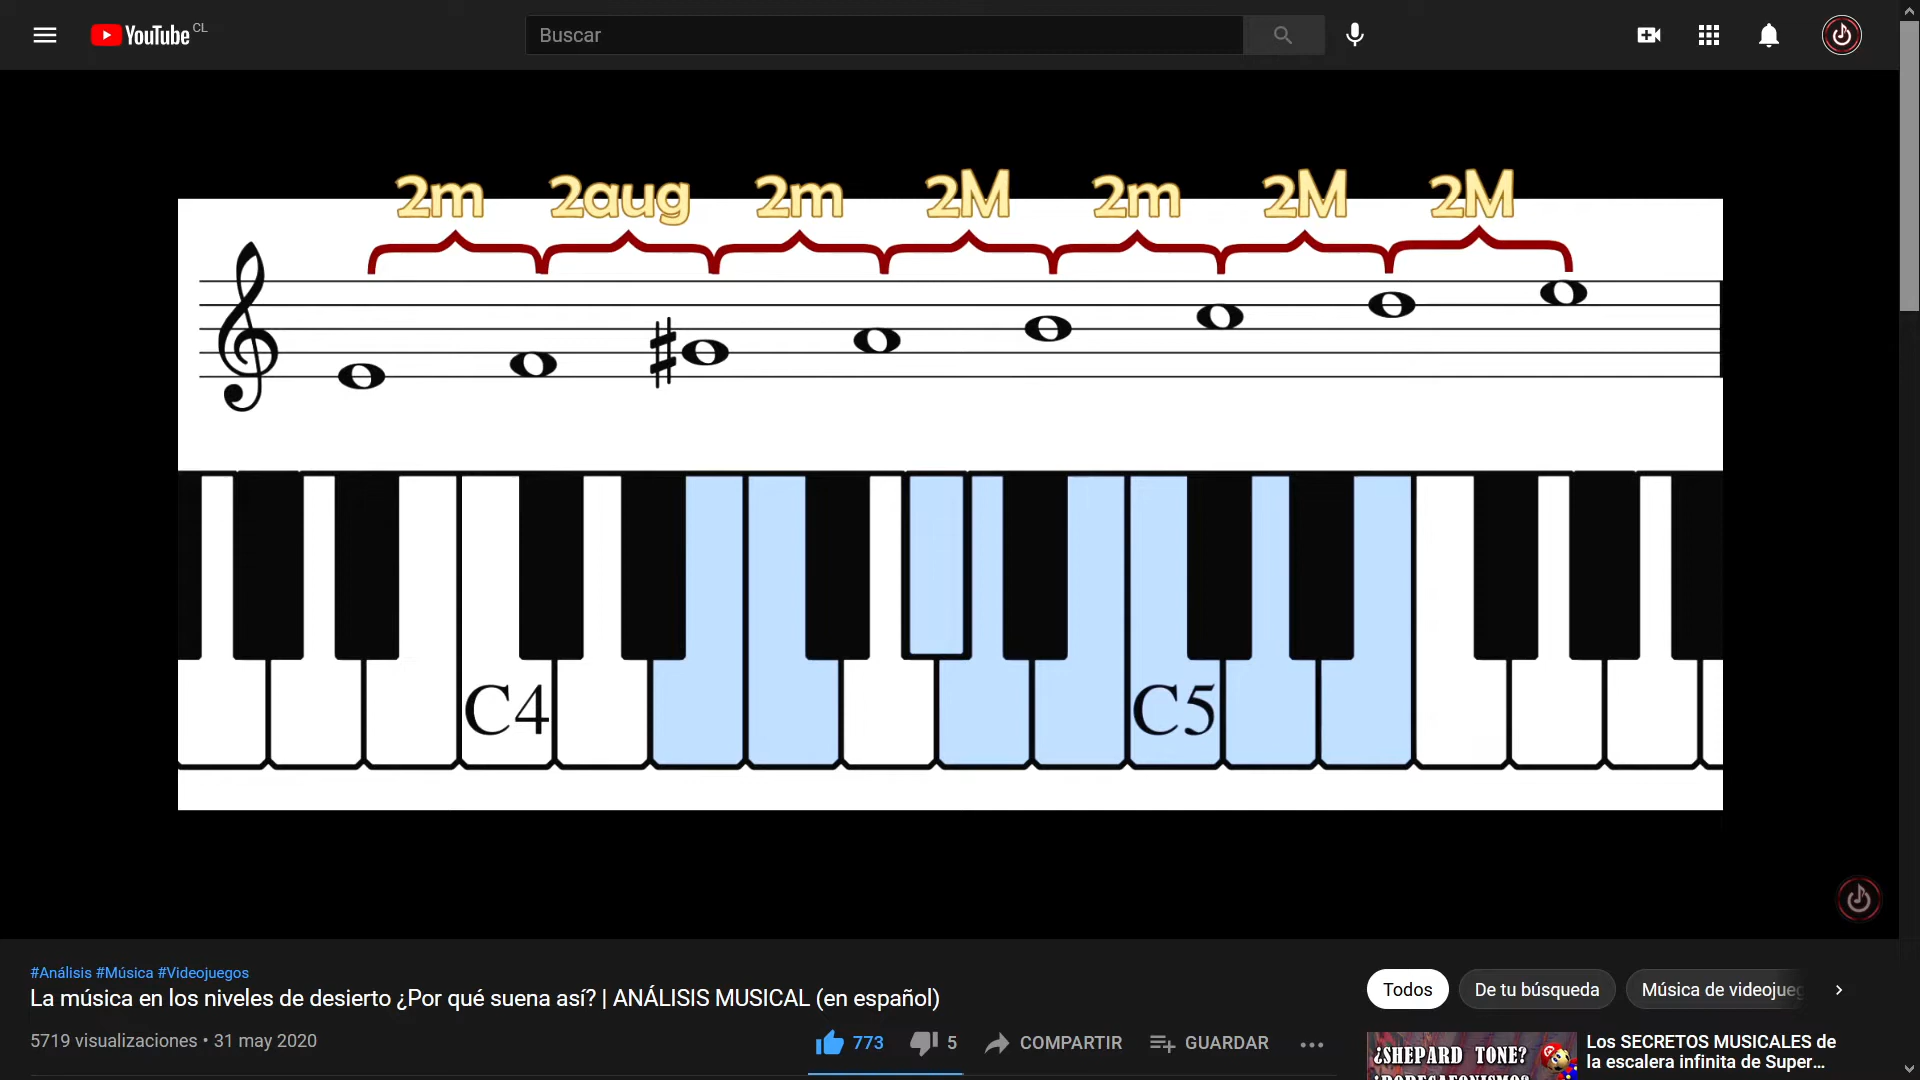 YouTube CL
Buscar
2m 2aug 2m 2M 2m 2M 2M
C4 C5
#Análisis #Música #Videojuegos
La música en los niveles de desierto ¿Por qué suena así? | ANÁLISIS MUSICAL (en español)
5719 visualizaciones • 31 may 2020
773 5 COMPARTIR GUARDAR
Todos De tu búsqueda Música de videojueg
¿SHEPARD TONE?
¿DODECAFONISMO?
Los SECRETOS MUSICALES de
la escalera infinita de Super...